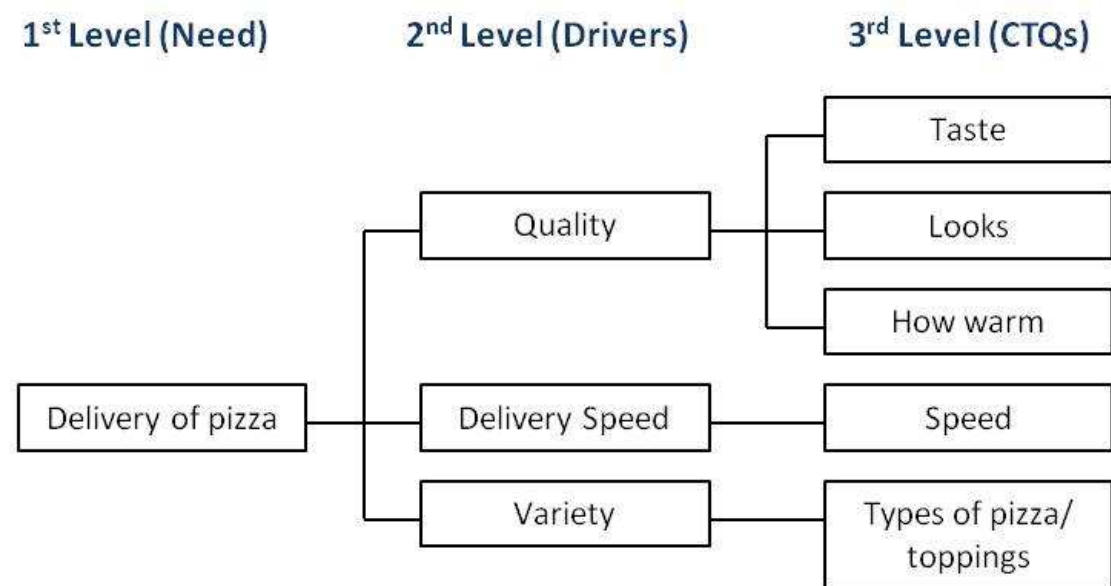 1st Level (Need)
2nd Level (Drivers)
3rd Level (CTQs)
Taste
Quality
Looks
How warm
Delivery of pizza
Delivery Speed
Speed
Variety
Types of pizza/
toppings